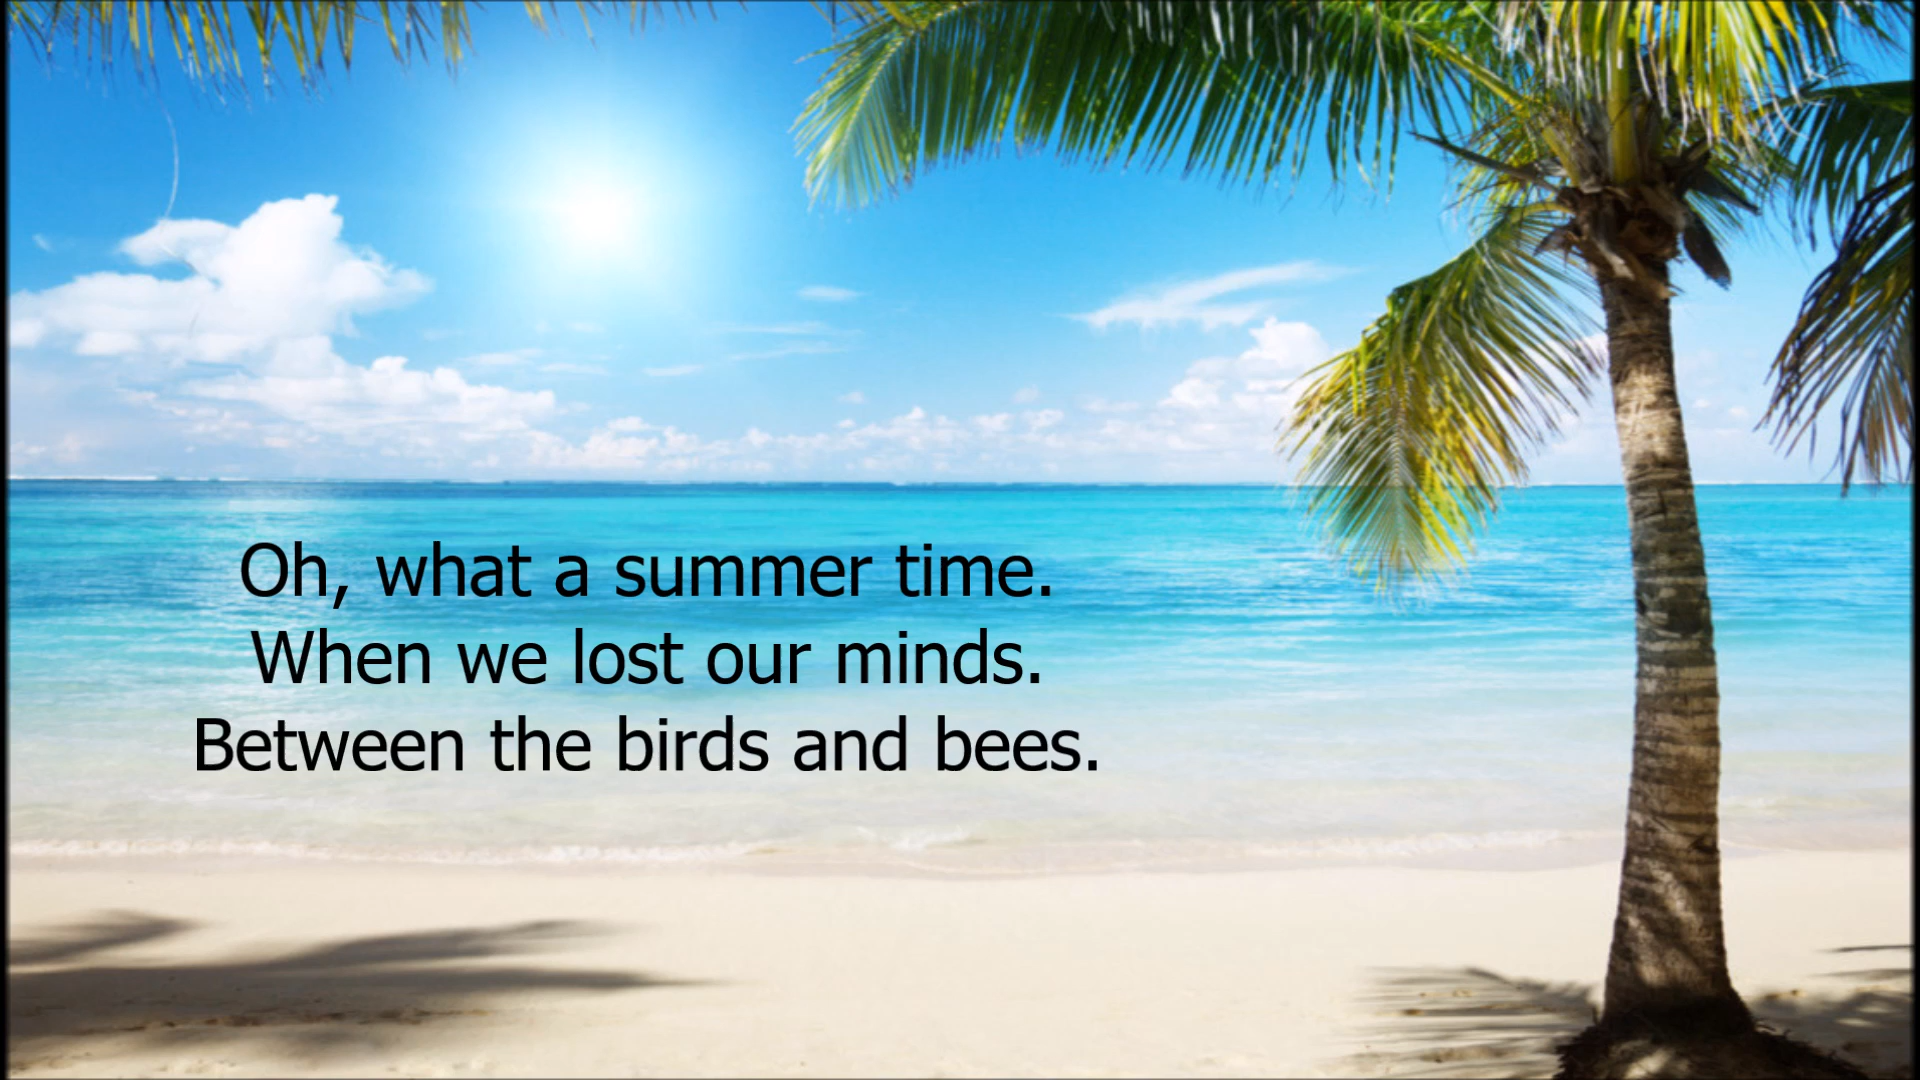 Oh, what a summer time.
When we lost our minds.
Between the birds and bees.